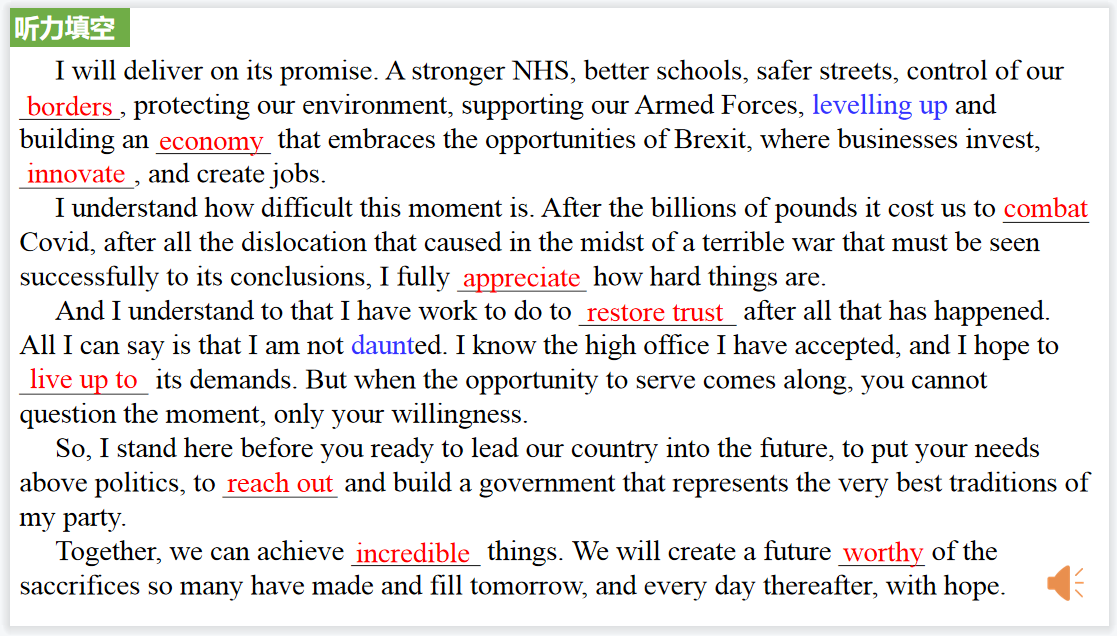 听力填空
I will deliver on its promise. A stronger NHS, better schools, safer streets, control of our
borders, protecting our environment, supporting our Armed Forces, levelling up and
building an economy that embraces the opportunities of Brexit, where businesses invest,
innovate, and create jobs.
I understand how difficult this moment is. After the billions of pounds it cost us to combat
Covid, after all the dislocation that caused in the midst of a terrible war that must be seen
successfully to its conclusions, I fully appreciate how hard things are.
And I understand to that I have work to do to restore trust after all that has happened.
All I can say is that I am not daunted. I know the high office I have accepted, and I hope to
live up to its demands. But when the opportunity to serve comes along, you cannot
question the moment, only your willingness.
So, I stand here before you ready to lead our country into the future, to put your needs
above politics, to reach out and build a government that represents the very best traditions of
my party.
Together, we can achieve incredible things. We will create a future worthy of the
saccrifices so many have made and fill tomorrow, and every day thereafter, with hope.